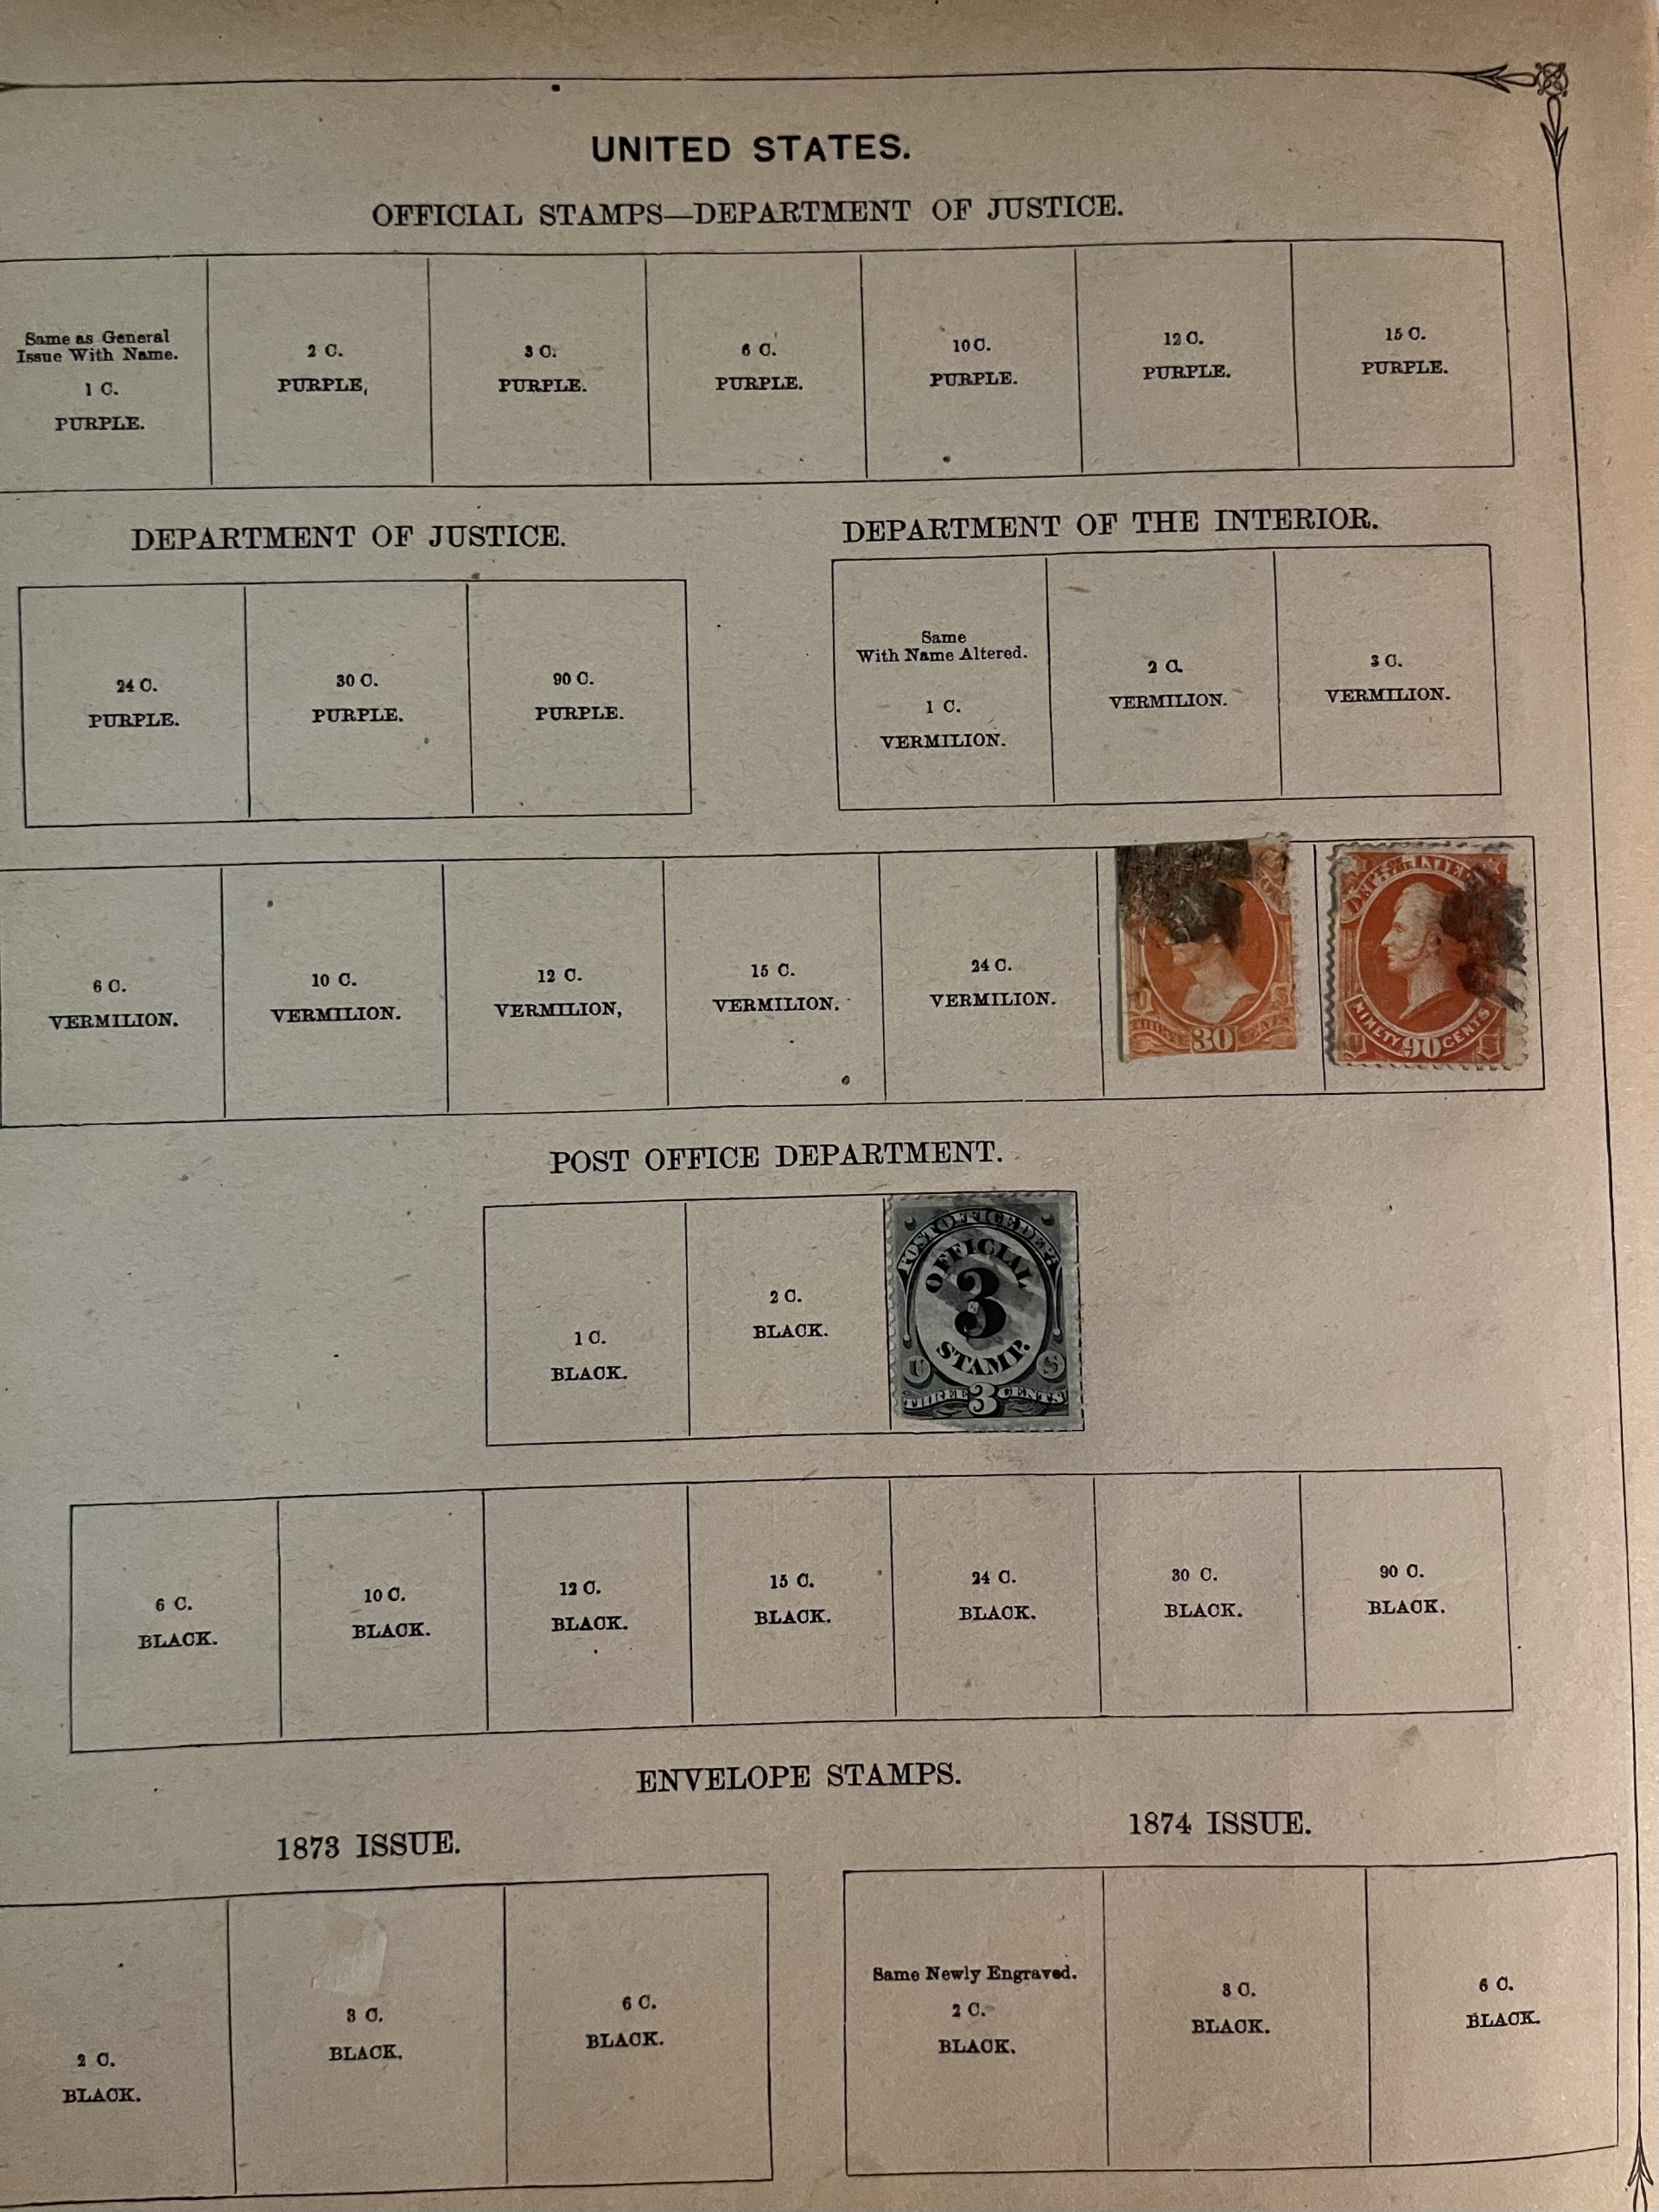 UNITED STATES.
OFFICIAL STAMPS—DEPARTMENT OF JUSTICE.
Same as General
Issue With Name.
1 C.
PURPLE.
2 C.
PURPLE,
3 C.
PURPLE.
6 C.
PURPLE.
10 C.
PURPLE.
12 C.
PURPLE.
15 C.
PURPLE.
DEPARTMENT OF JUSTICE.
24 C.
PURPLE.
30 C.
PURPLE.
90 C.
PURPLE.
DEPARTMENT OF THE INTERIOR.
Same
With Name Altered.
1 C.
VERMILION.
2 C.
VERMILION.
3 C.
VERMILION.
6 C.
VERMILION.
10 C.
VERMILION.
12 C.
VERMILION,
15 C.
VERMILION.
24 C.
VERMILION.
U S
THIRTY 30 CENTS
DEPT. OF THE INTER
NINETY 90 CENTS
U
POST OFFICE DEPARTMENT.
1 C.
BLACK.
2 C.
BLACK.
POST OFFICE DEPT.
OFFICIAL
3
STAMP.
U S
THREE 3 CENTS
6 C.
BLACK.
10 C.
BLACK.
12 C.
BLACK.
15 C.
BLACK.
24 C.
BLACK.
30 C.
BLACK.
90 C.
BLACK.
ENVELOPE STAMPS.
1873 ISSUE.
2 C.
BLACK.
3 C.
BLACK.
6 C.
BLACK.
1874 ISSUE.
Same Newly Engraved.
2 C.
BLACK.
3 C.
BLACK.
6 C.
BLACK.